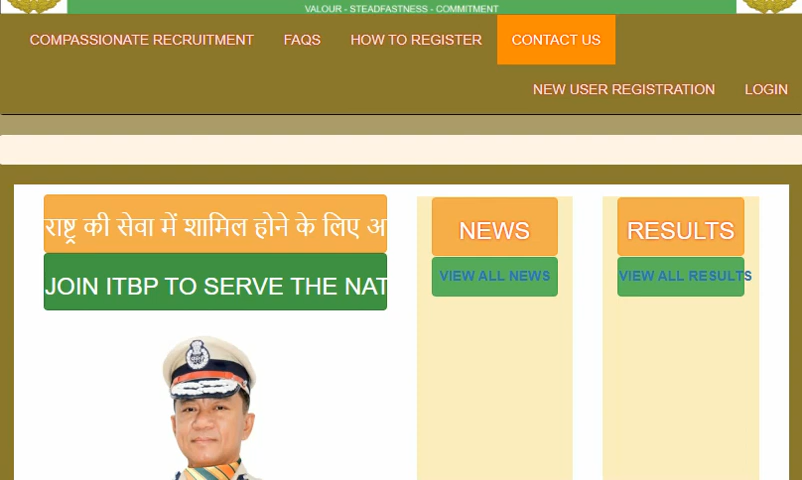 VALOUR - STEADFASTNESS - COMMITMENT
COMPASSIONATE RECRUITMENT FAQS HOW TO REGISTER CONTACT US
NEW USER REGISTRATION LOGIN
राष्ट्र की सेवा में शामिल होने के लिए अ
JOIN ITBP TO SERVE THE NAT
NEWS
VIEW ALL NEWS
RESULTS
VIEW ALL RESULTS